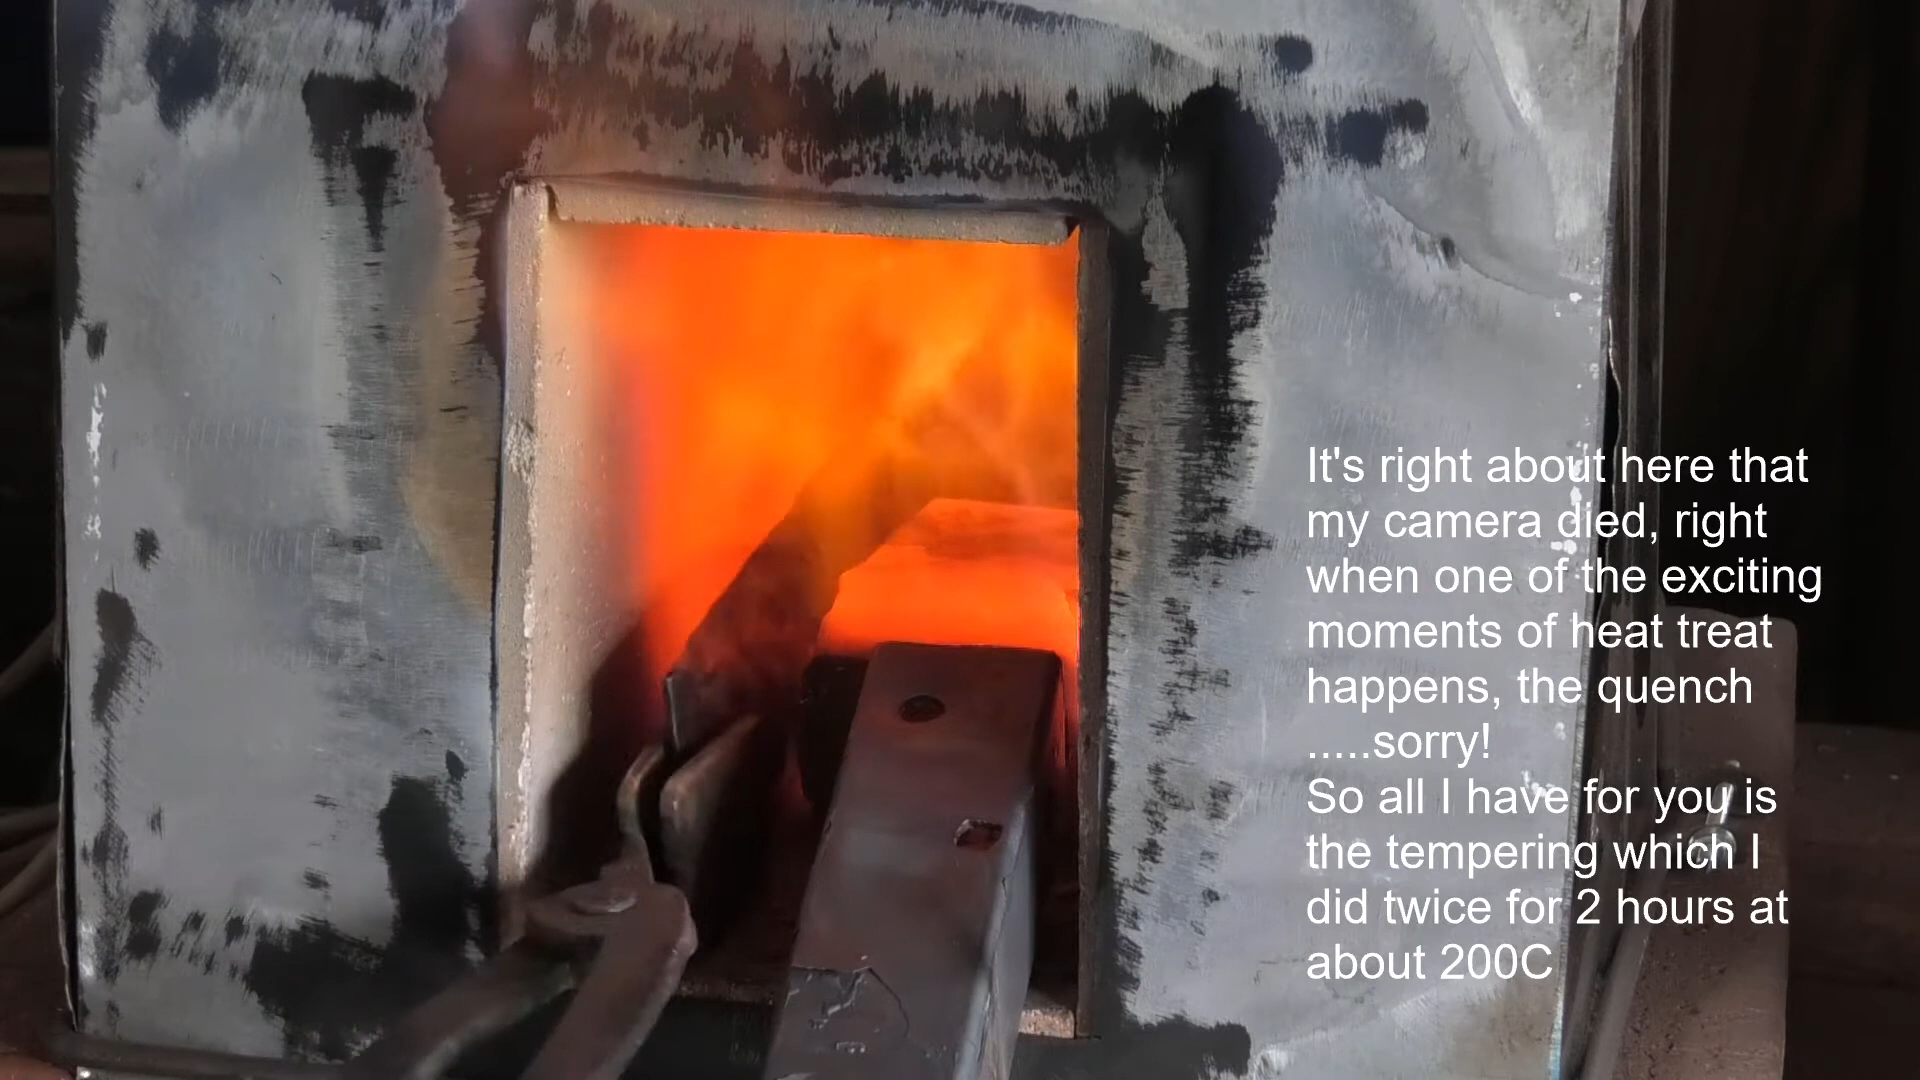 It's right about here that
my camera died, right
when one of the exciting
moments of heat treat
happens, the quench
.....sorry!
So all I have for you is
the tempering which I
did twice for 2 hours at
about 200C